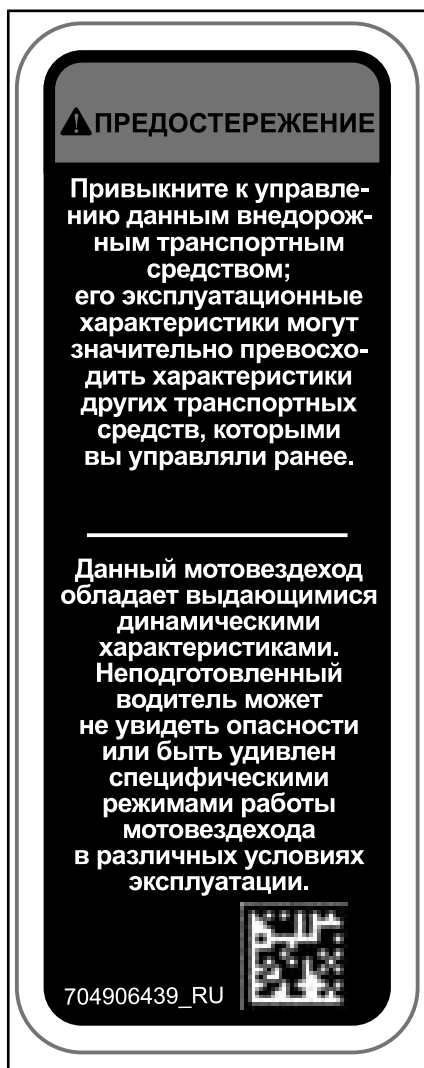 ПРЕДОСТЕРЕЖЕНИЕ
Привыкните к управле-
нию данным внедорож-
ным транспортным
средством;
его эксплуатационные
характеристики могут
значительно превосхо-
дить характеристики
других транспортных
средств, которыми
вы управляли ранее.
Данный мотовездеход
обладает выдающимися
динамическими
характеристиками.
Неподготовленный
водитель может
не увидеть опасности
или быть удивлен
специфическими
режимами работы
мотовездехода
в различных условиях
эксплуатации.
704906439_RU